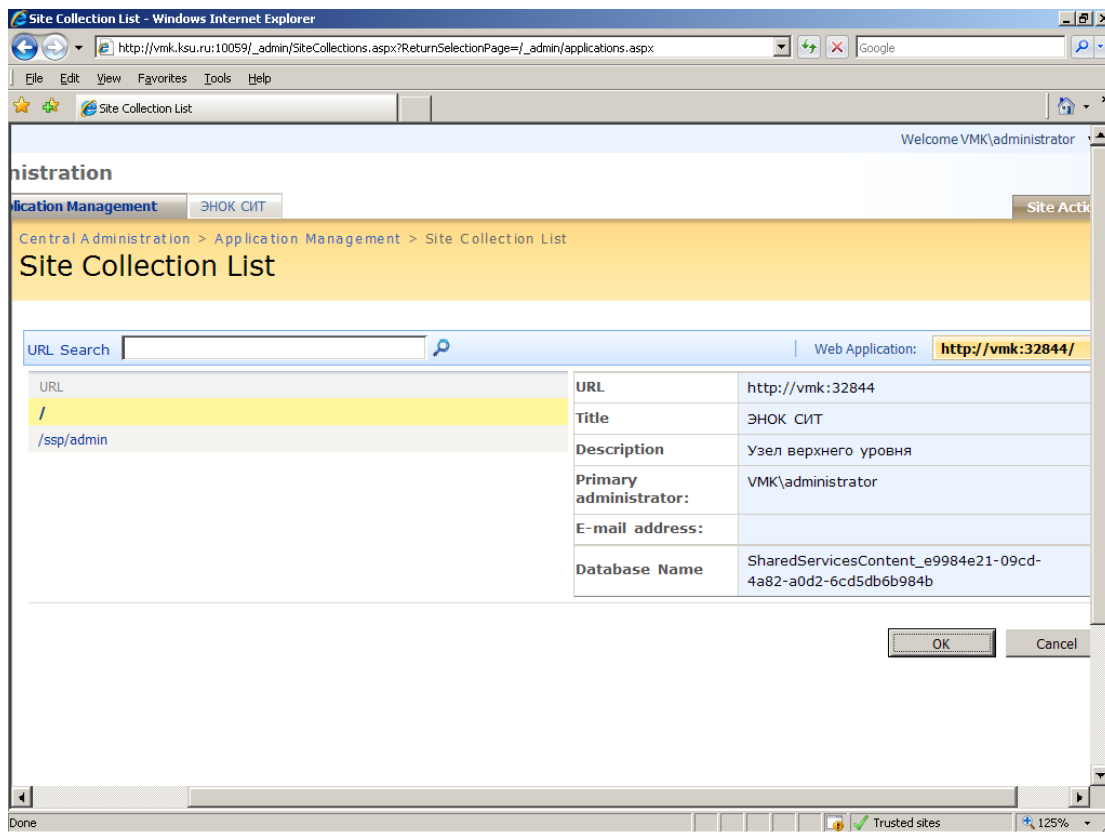 Site Collection List - Windows Internet Explorer
http://vmk.ksu.ru:10059/_admin/SiteCollections.aspx?ReturnSelectionPage=/_admin/applications.aspx
Google
File Edit View Favorites Tools Help
Site Collection List
Welcome VMK\administrator
nistration
lication Management ЭНОК СИТ
Site Actio
Central Administration > Application Management > Site Collection List
Site Collection List
URL Search
Web Application: http://vmk:32844/
URL
/
/ssp/admin
URL http://vmk:32844
Title ЭНОК СИТ
Description Узел верхнего уровня
Primary administrator: VMK\administrator
E-mail address:
Database Name SharedServicesContent_e9984e21-09cd-
4a82-a0d2-6cd5db6b984b
OK Cancel
Done
Trusted sites
125%